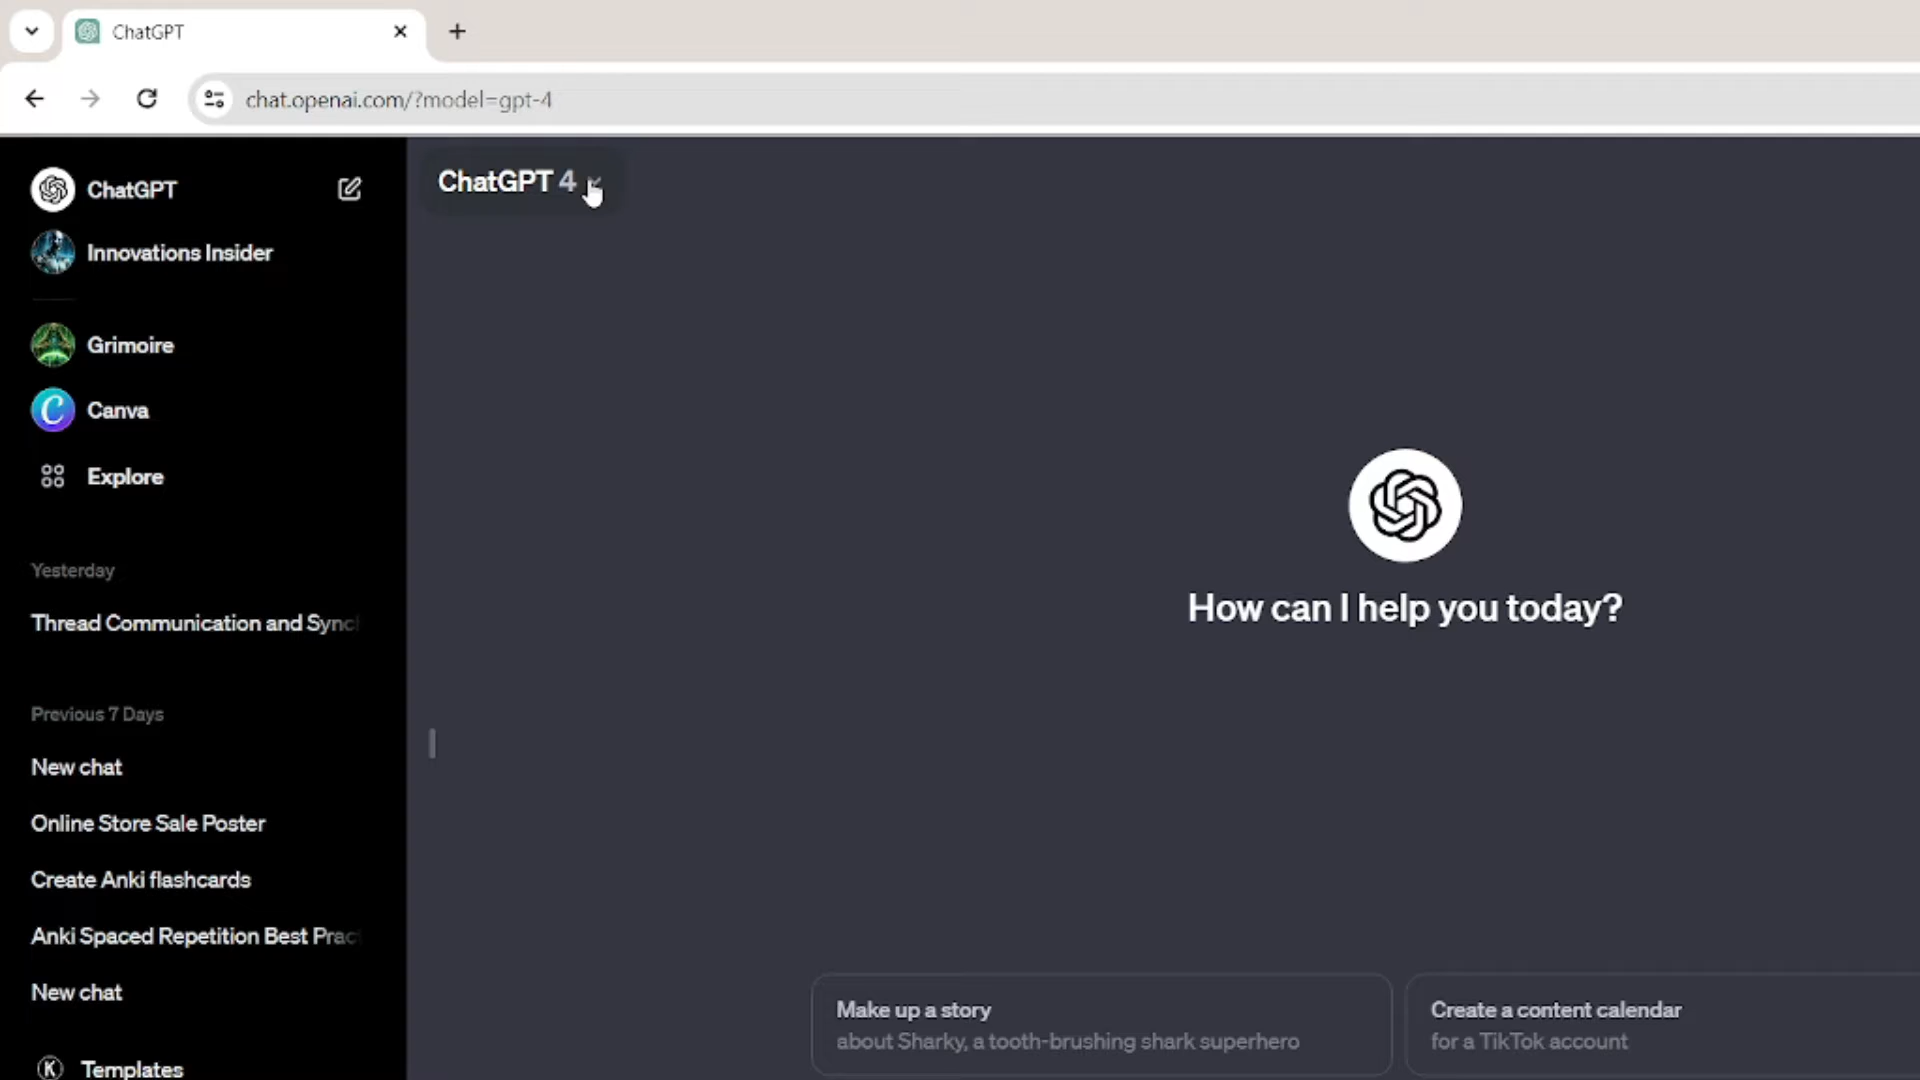 ChatGPT
chat.openai.com/?model=gpt-4
ChatGPT
Innovations Insider
Grimoire
Canva
Explore
Yesterday
Thread Communication and Sync
Previous 7 Days
New chat
Online Store Sale Poster
Create Anki flashcards
Anki Spaced Repetition Best Prac
New chat
K Templates
ChatGPT 4
How can I help you today?
Make up a story
about Sharky, a tooth-brushing shark superhero
Create a content calendar
for a TikTok account